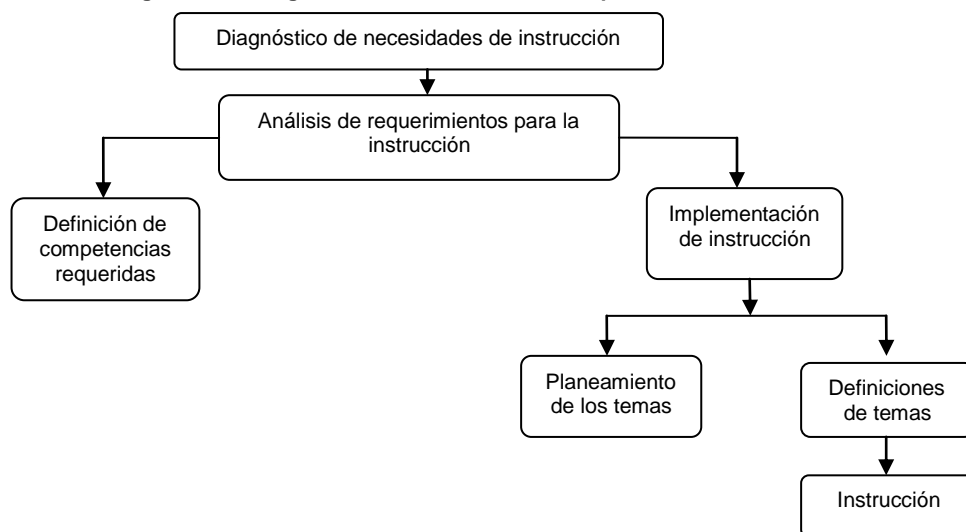 Diagnóstico de necesidades de instrucción
Análisis de requerimientos para la
instrucción
Definición de
competencias
requeridas
Implementación
de instrucción
Planeamiento
de los temas
Definiciones
de temas
Instrucción